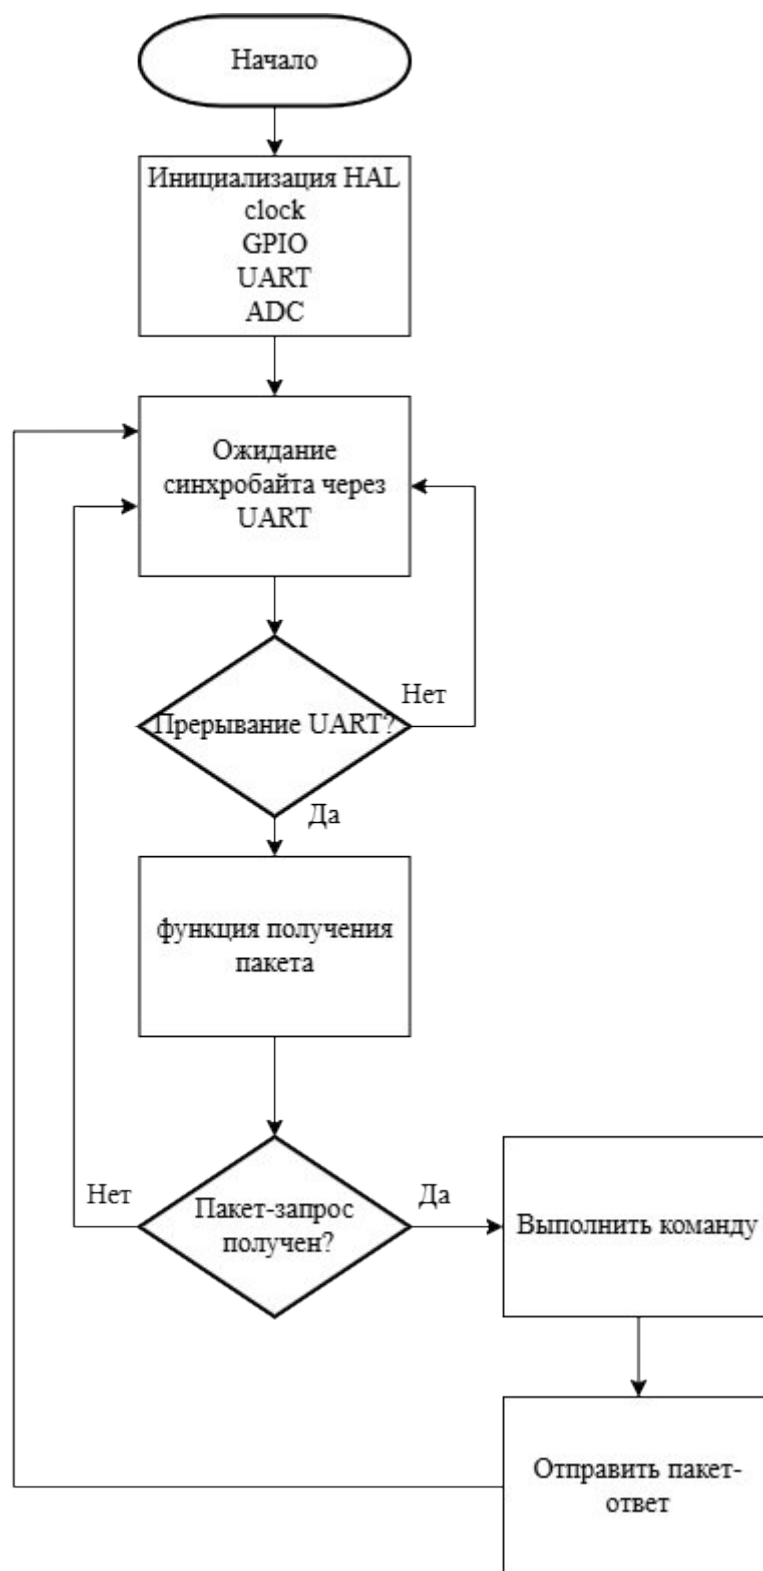 Начало
Инициализация HAL
clock
GPIO
UART
ADC
Ожидание
синхробайта через
UART
Нет
Прерывание UART?
Да
функция получения
пакета
Нет
Да
Пакет-запрос
получен?
Выполнить команду
Отправить пакет-
ответ